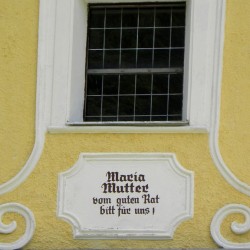 Maria
Mutter
vom guten Rat
bitt für uns!